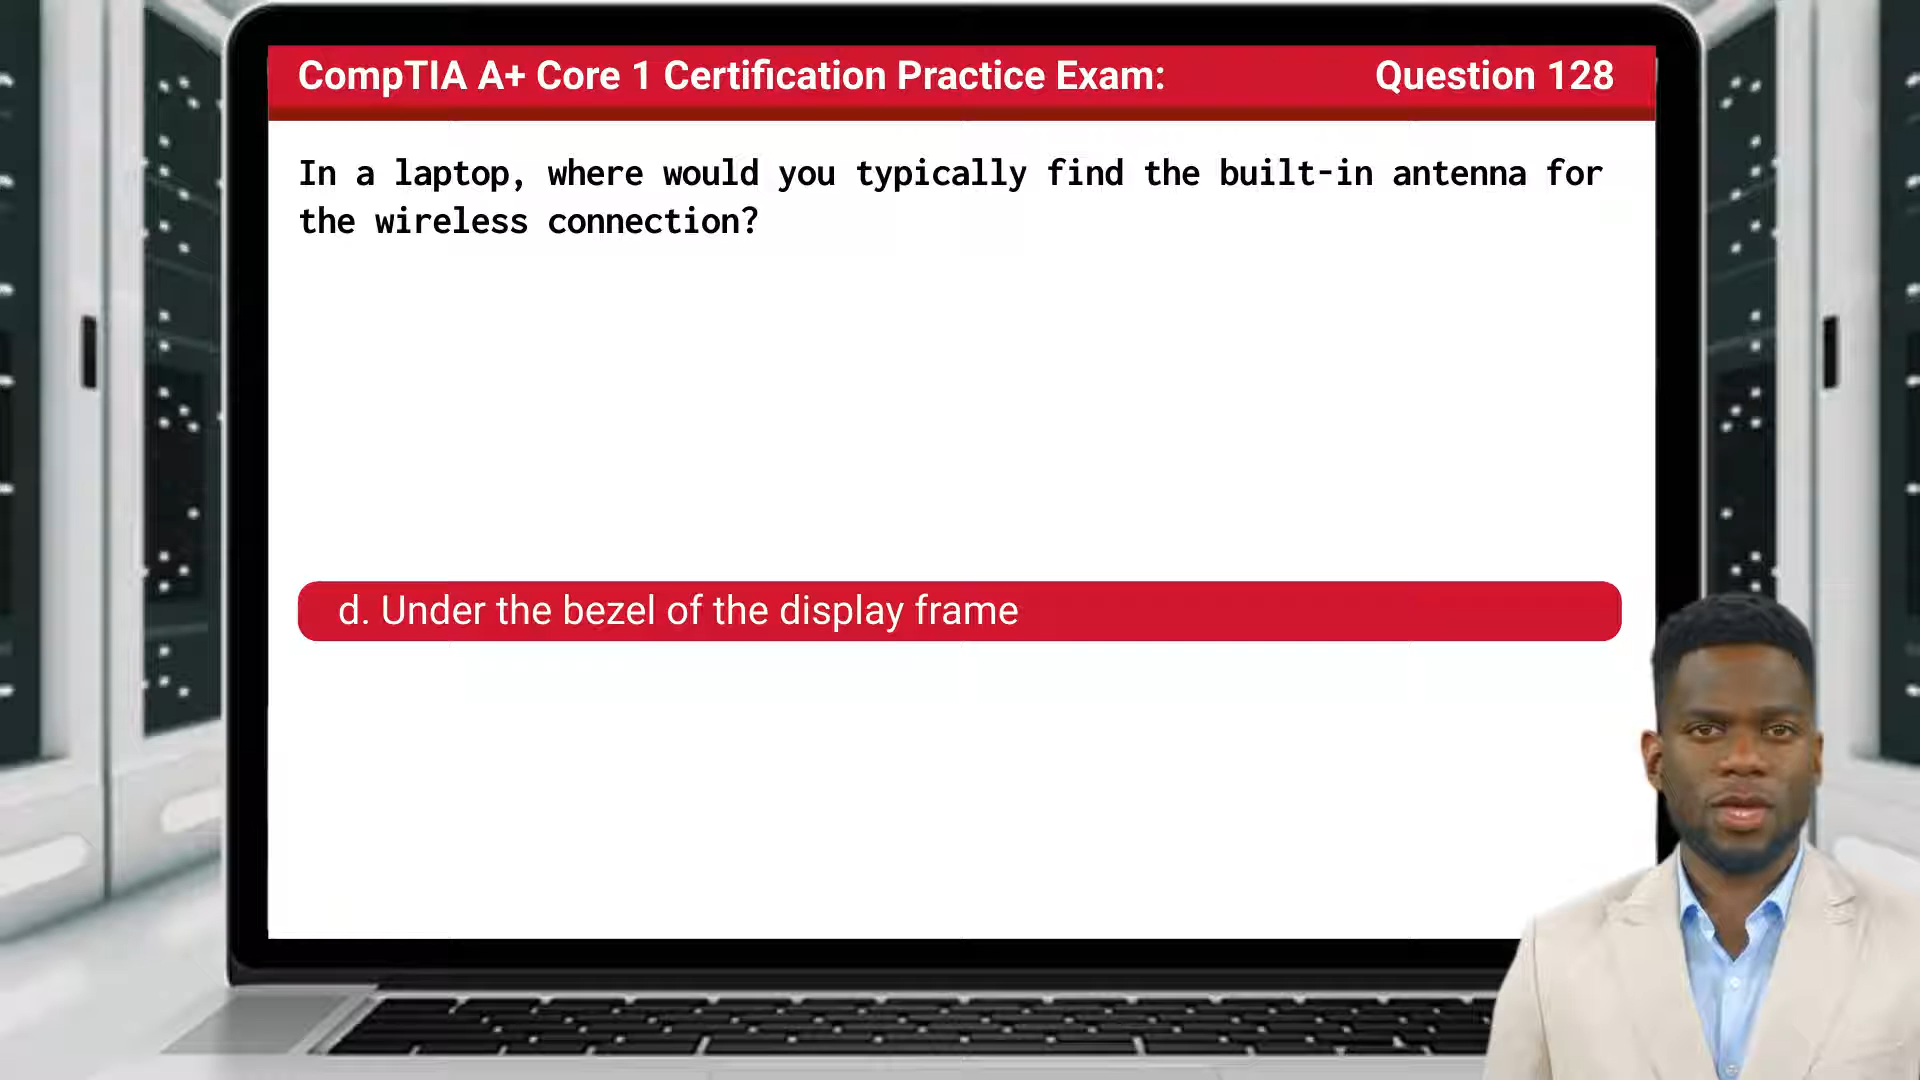 CompTIA A+ Core 1 Certification Practice Exam: Question 128
In a laptop, where would you typically find the built-in antenna for
the wireless connection?
d. Under the bezel of the display frame